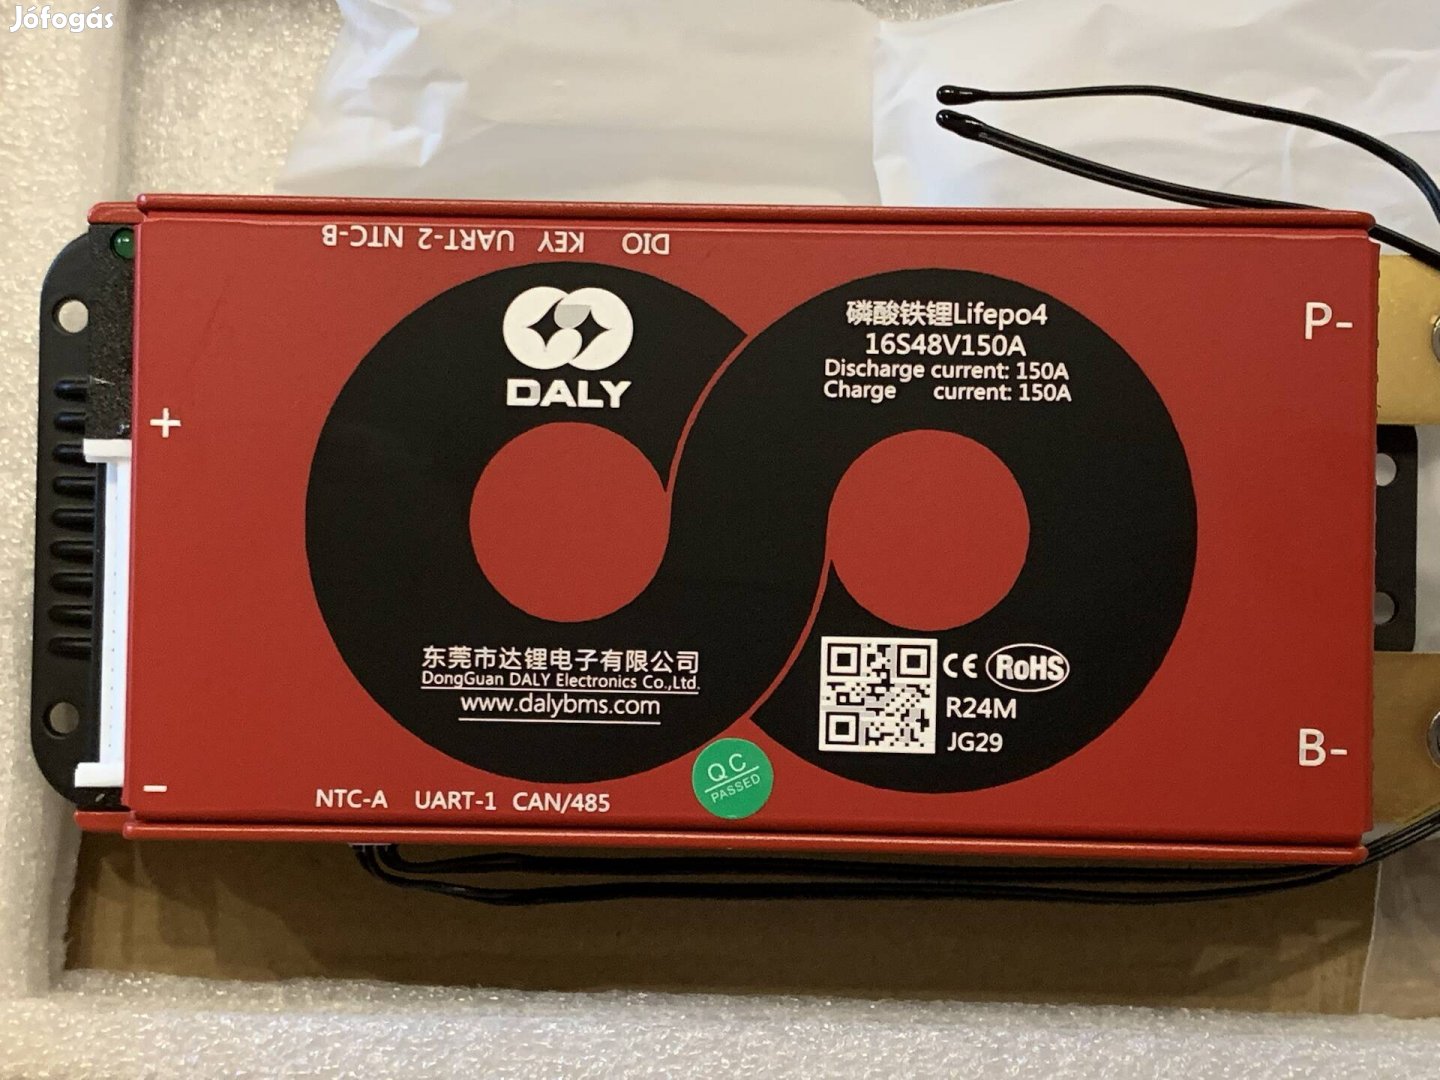 Jófogás
NTC-B UART-2 KEY DIO
DALY
磷酸铁锂Lifepo4
16S48V150A
Discharge current: 150A
Charge current: 150A
P-
+
东莞市达锂电子有限公司
DongGuan DALY Electronics Co.,Ltd.
www.dalybms.com
CE RoHS
R24M
JG29
B-
QC
PASSED
-
NTC-A UART-1 CAN/485